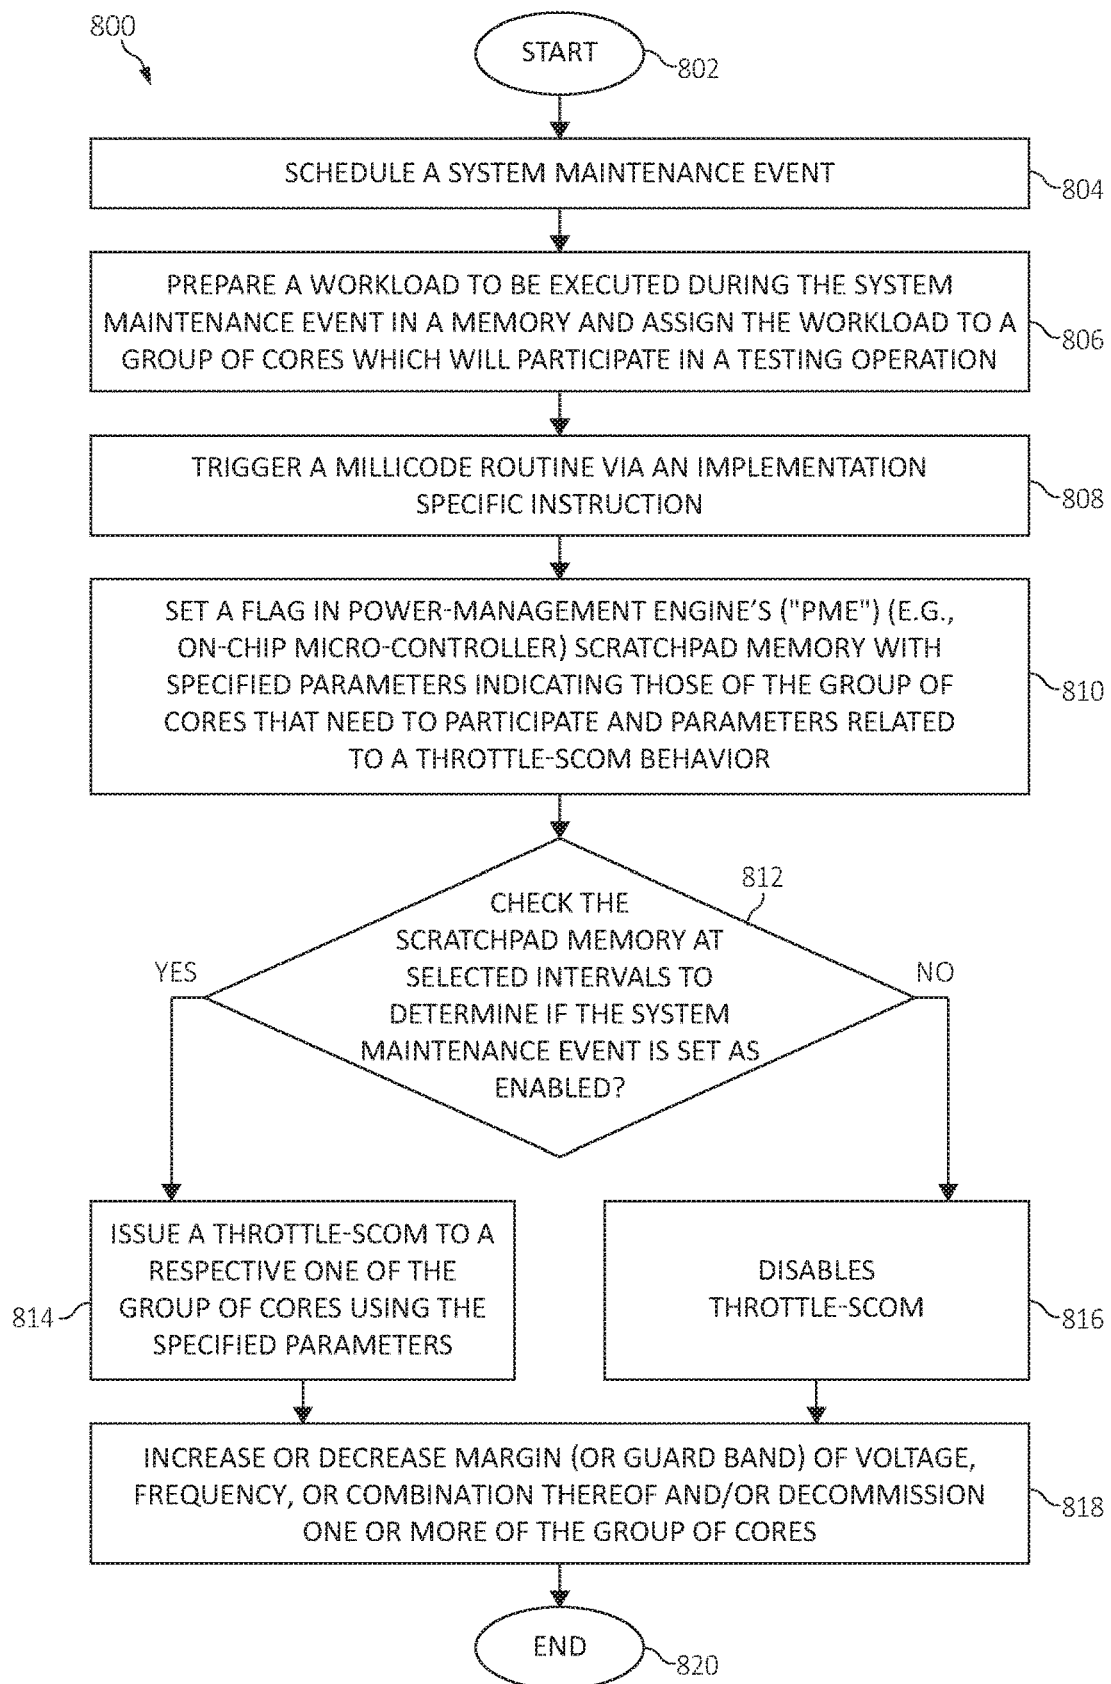 800
START
802
SCHEDULE A SYSTEM MAINTENANCE EVENT
804
PREPARE A WORKLOAD TO BE EXECUTED DURING THE SYSTEM
MAINTENANCE EVENT IN A MEMORY AND ASSIGN THE WORKLOAD TO A
GROUP OF CORES WHICH WILL PARTICIPATE IN A TESTING OPERATION
806
TRIGGER A MILLICODE ROUTINE VIA AN IMPLEMENTATION
SPECIFIC INSTRUCTION
808
SET A FLAG IN POWER-MANAGEMENT ENGINE'S ("PME") (E.G.,
ON-CHIP MICRO-CONTROLLER) SCRATCHPAD MEMORY WITH
SPECIFIED PARAMETERS INDICATING THOSE OF THE GROUP OF
CORES THAT NEED TO PARTICIPATE AND PARAMETERS RELATED
TO A THROTTLE-SCOM BEHAVIOR
810
812
CHECK THE
SCRATCHPAD MEMORY AT
SELECTED INTERVALS TO
DETERMINE IF THE SYSTEM
MAINTENANCE EVENT IS SET AS
ENABLED?
YES
NO
ISSUE A THROTTLE-SCOM TO A
RESPECTIVE ONE OF THE
GROUP OF CORES USING THE
SPECIFIED PARAMETERS
814
DISABLES
THROTTLE-SCOM
816
INCREASE OR DECREASE MARGIN (OR GUARD BAND) OF VOLTAGE,
FREQUENCY, OR COMBINATION THEREOF AND/OR DECOMMISSION
ONE OR MORE OF THE GROUP OF CORES
818
END
820